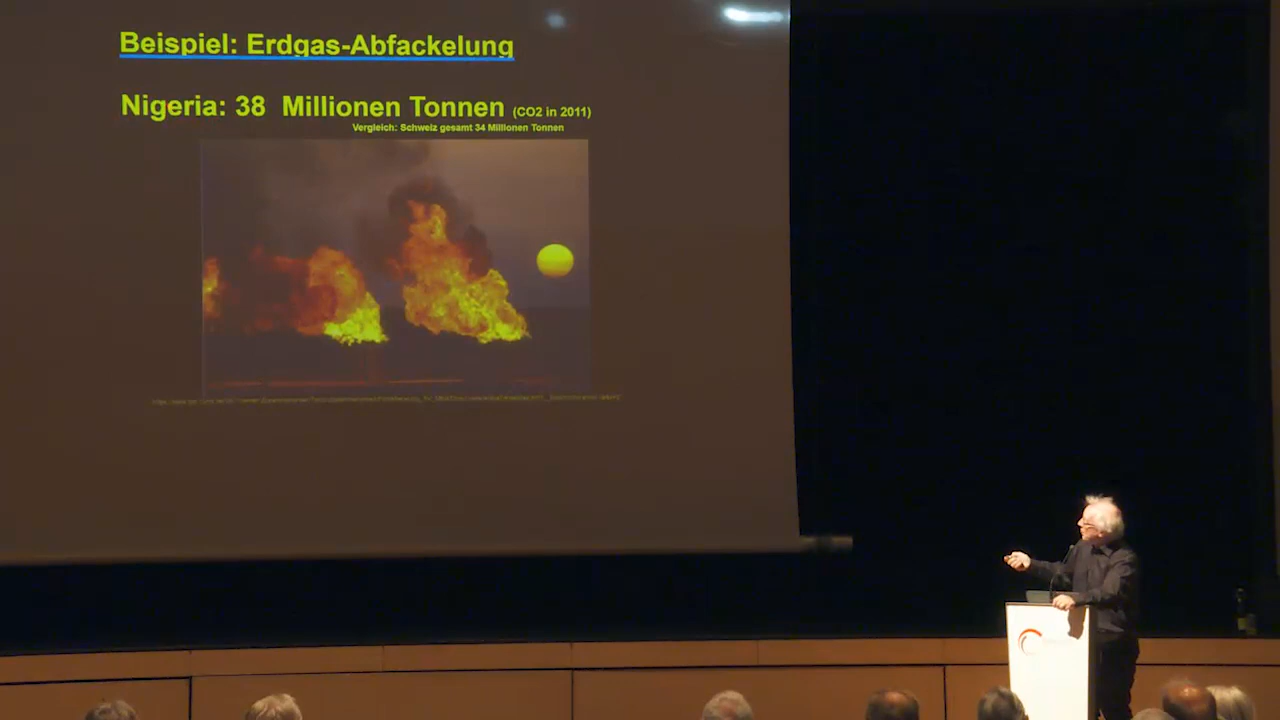 Beispiel: Erdgas-Abfackelung
Nigeria: 38 Millionen Tonnen (CO2 in 2011)
Vergleich: Schweiz gesamt 34 Millionen Tonnen